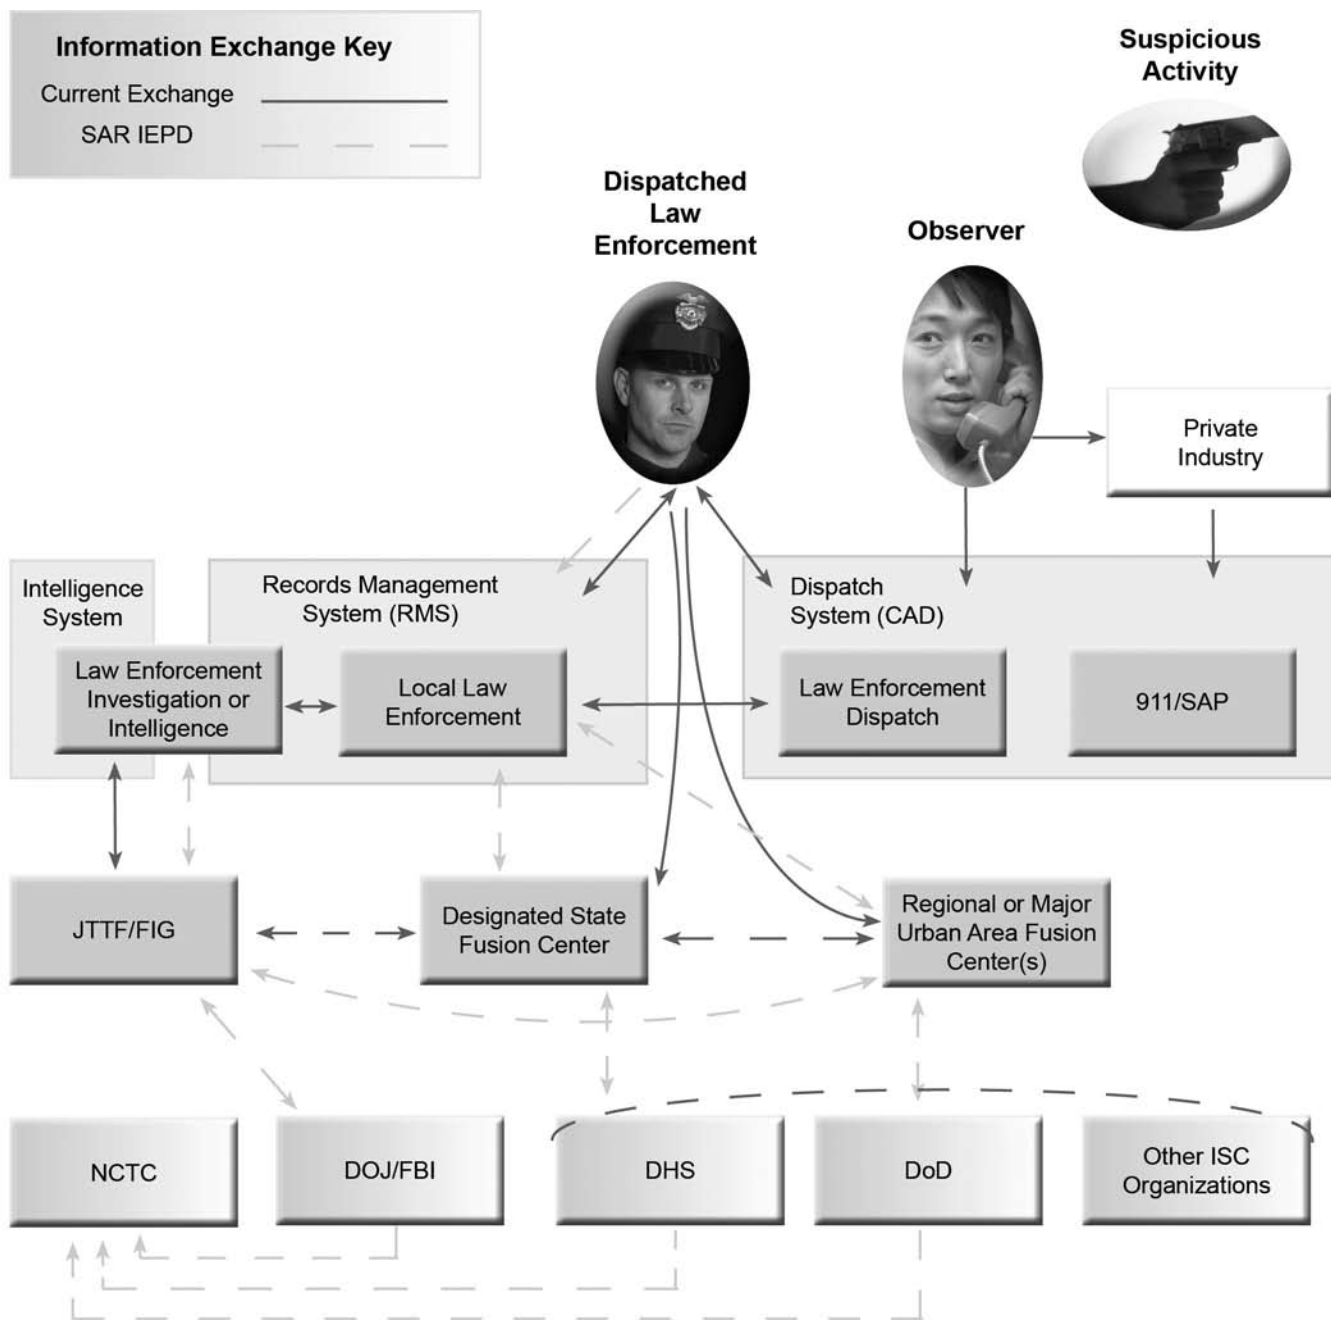 Information Exchange Key
Current Exchange
SAR IEPD
Suspicious
Activity
Dispatched
Law
Enforcement
Observer
Private
Industry
Intelligence
System
Records Management
System (RMS)
Dispatch
System (CAD)
Law Enforcement
Investigation or
Intelligence
Local Law
Enforcement
Law Enforcement
Dispatch
911/SAP
JTTF/FIG
Designated State
Fusion Center
Regional or Major
Urban Area Fusion
Center(s)
NCTC
DOJ/FBI
DHS
DoD
Other ISC
Organizations